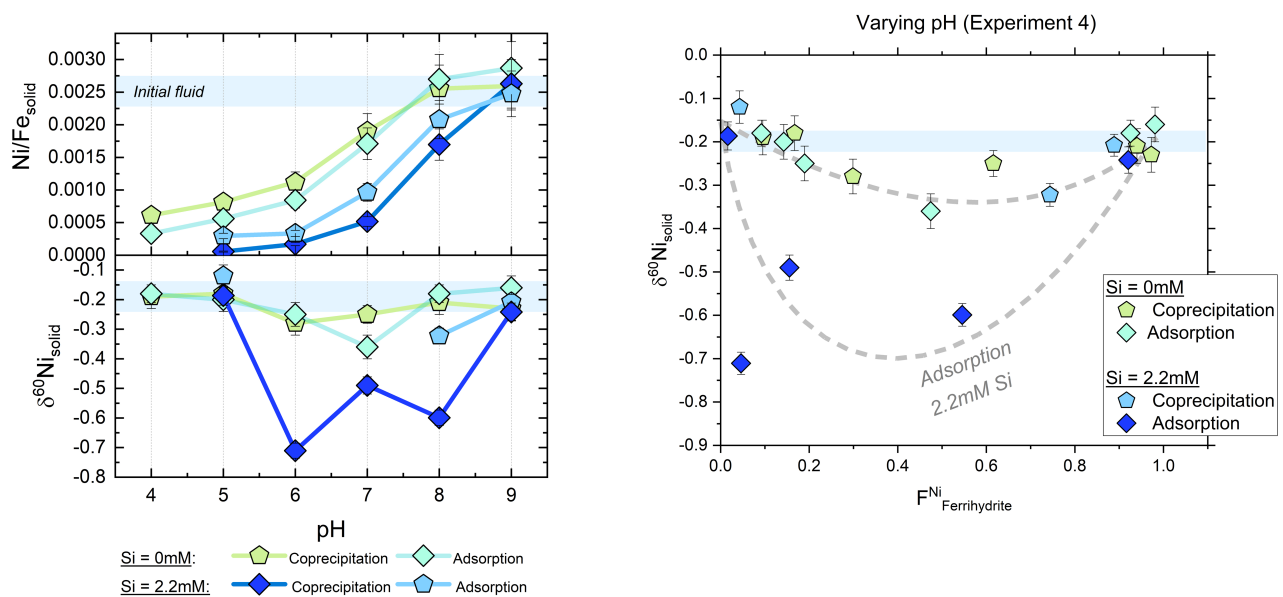 Ni/Fe_solid
0.0030
0.0025
0.0020
0.0015
0.0010
0.0005
0.0000
Initial fluid
δ⁶⁰Ni_solid
-0.1
-0.2
-0.3
-0.4
-0.5
-0.6
-0.7
-0.8
4 5 6 7 8 9
pH
Si = 0mM: Coprecipitation Adsorption
Si = 2.2mM: Coprecipitation Adsorption
Varying pH (Experiment 4)
δ⁶⁰Ni_solid
0.0
-0.1
-0.2
-0.3
-0.4
-0.5
-0.6
-0.7
-0.8
-0.9
Adsorption
2.2mM Si
0.0 0.2 0.4 0.6 0.8 1.0
F^Ni_Ferrihydrite
Si = 0mM
Coprecipitation
Adsorption
Si = 2.2mM
Coprecipitation
Adsorption